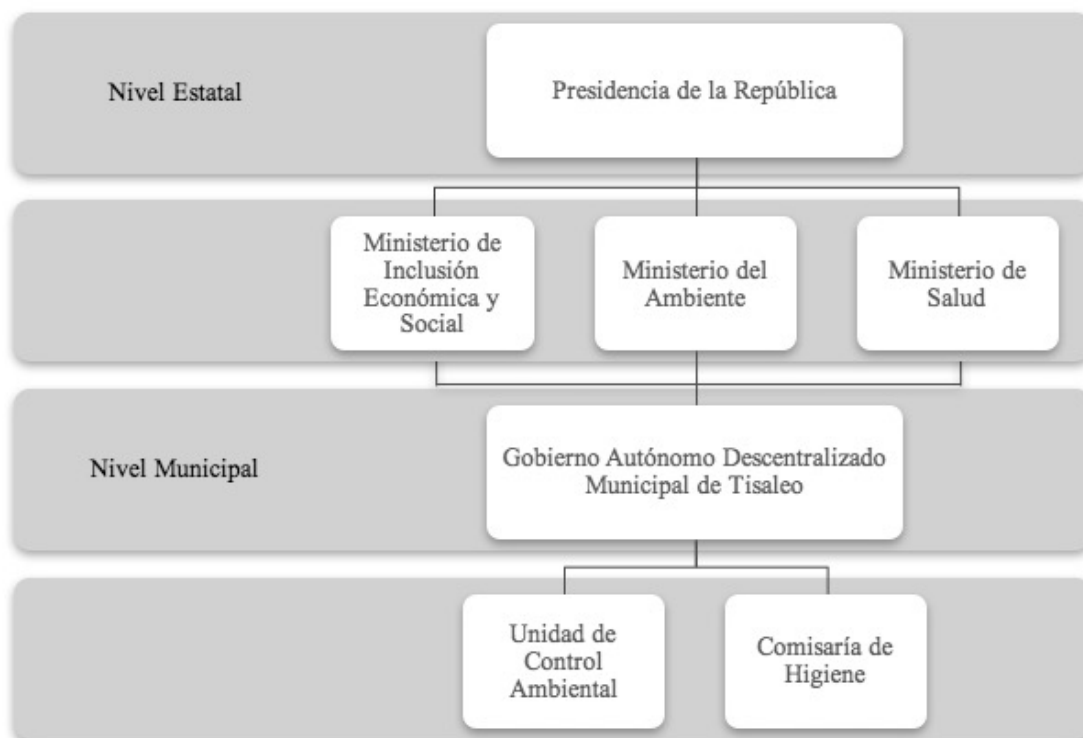 Nivel Estatal
Presidencia de la República
Ministerio de
Inclusión
Económica y
Social
Ministerio del
Ambiente
Ministerio de
Salud
Nivel Municipal
Gobierno Autónomo Descentralizado
Municipal de Tisaleo
Unidad de
Control
Ambiental
Comisaría de
Higiene